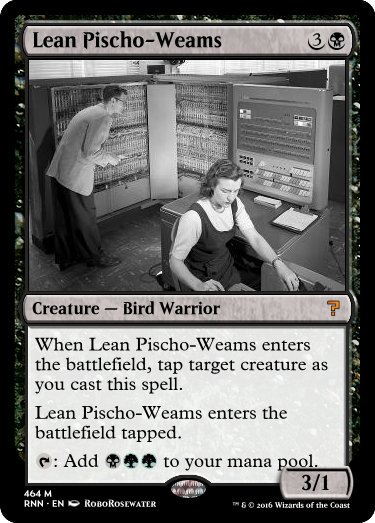 Lean Pischo-Weams 3
Creature — Bird Warrior
When Lean Pischo-Weams enters
the battlefield, tap target creature as
you cast this spell.
Lean Pischo-Weams enters the
battlefield tapped.
: Add to your mana pool.
3/1
464 M
RNN • EN RoboRosewater
™ & © 2016 Wizards of the Coast